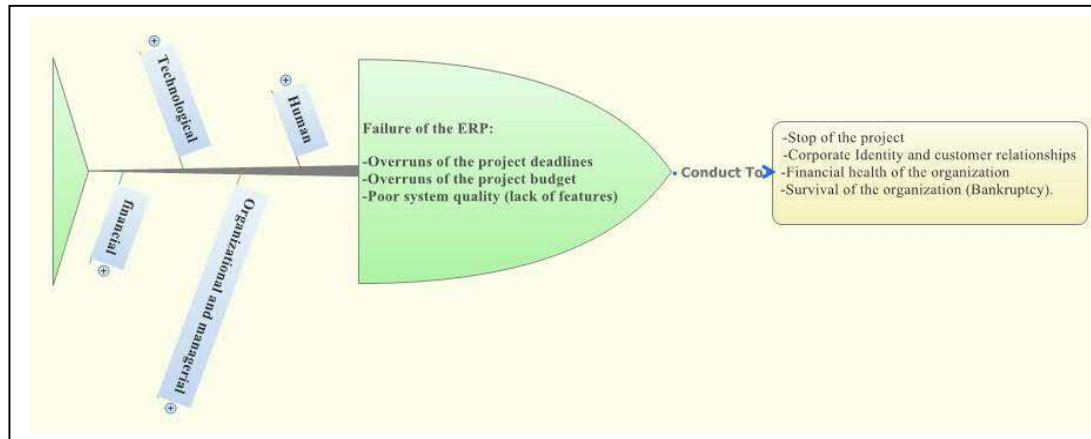 Technological
Human
financial
Organizational and managerial
Failure of the ERP:
-Overruns of the project deadlines
-Overruns of the project budget
-Poor system quality (lack of features)
Conduct To
-Stop of the project
-Corporate Identity and customer relationships
-Financial health of the organization
-Survival of the organization (Bankruptcy).